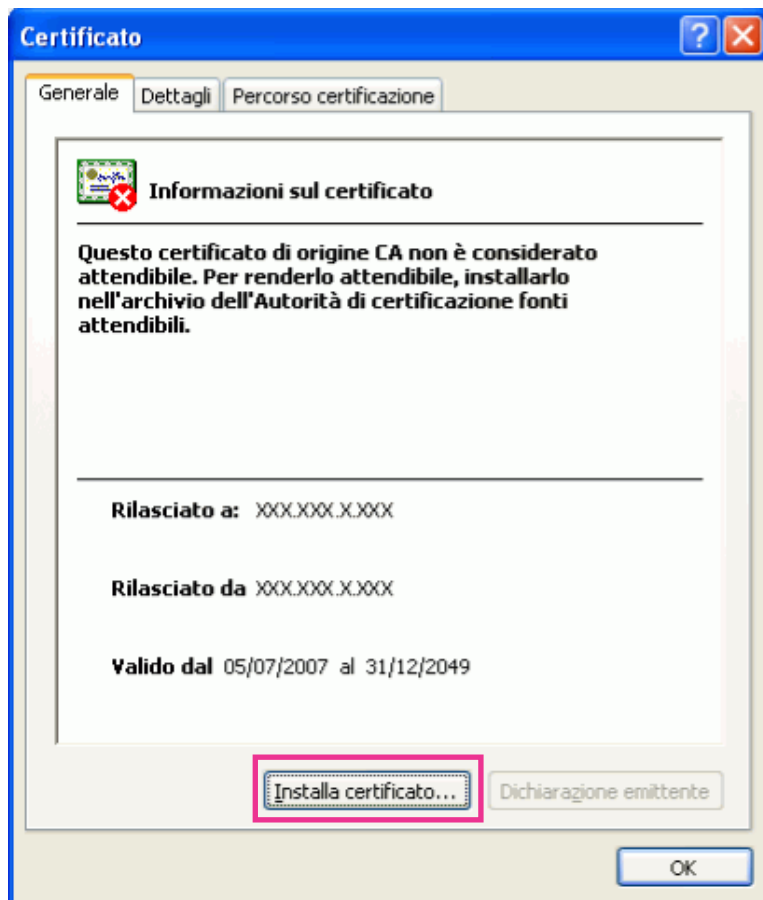 Certificato
Generale Dettagli Percorso certificazione
Informazioni sul certificato
Questo certificato di origine CA non è considerato
attendibile. Per renderlo attendibile, installarlo
nell'archivio dell'Autorità di certificazione fonti
attendibili.
Rilasciato a: XXX.XXX.X.XXX
Rilasciato da XXX.XXX.X.XXX
Valido dal 05/07/2007 al 31/12/2049
Installa certificato... Dichiarazione emittente
OK